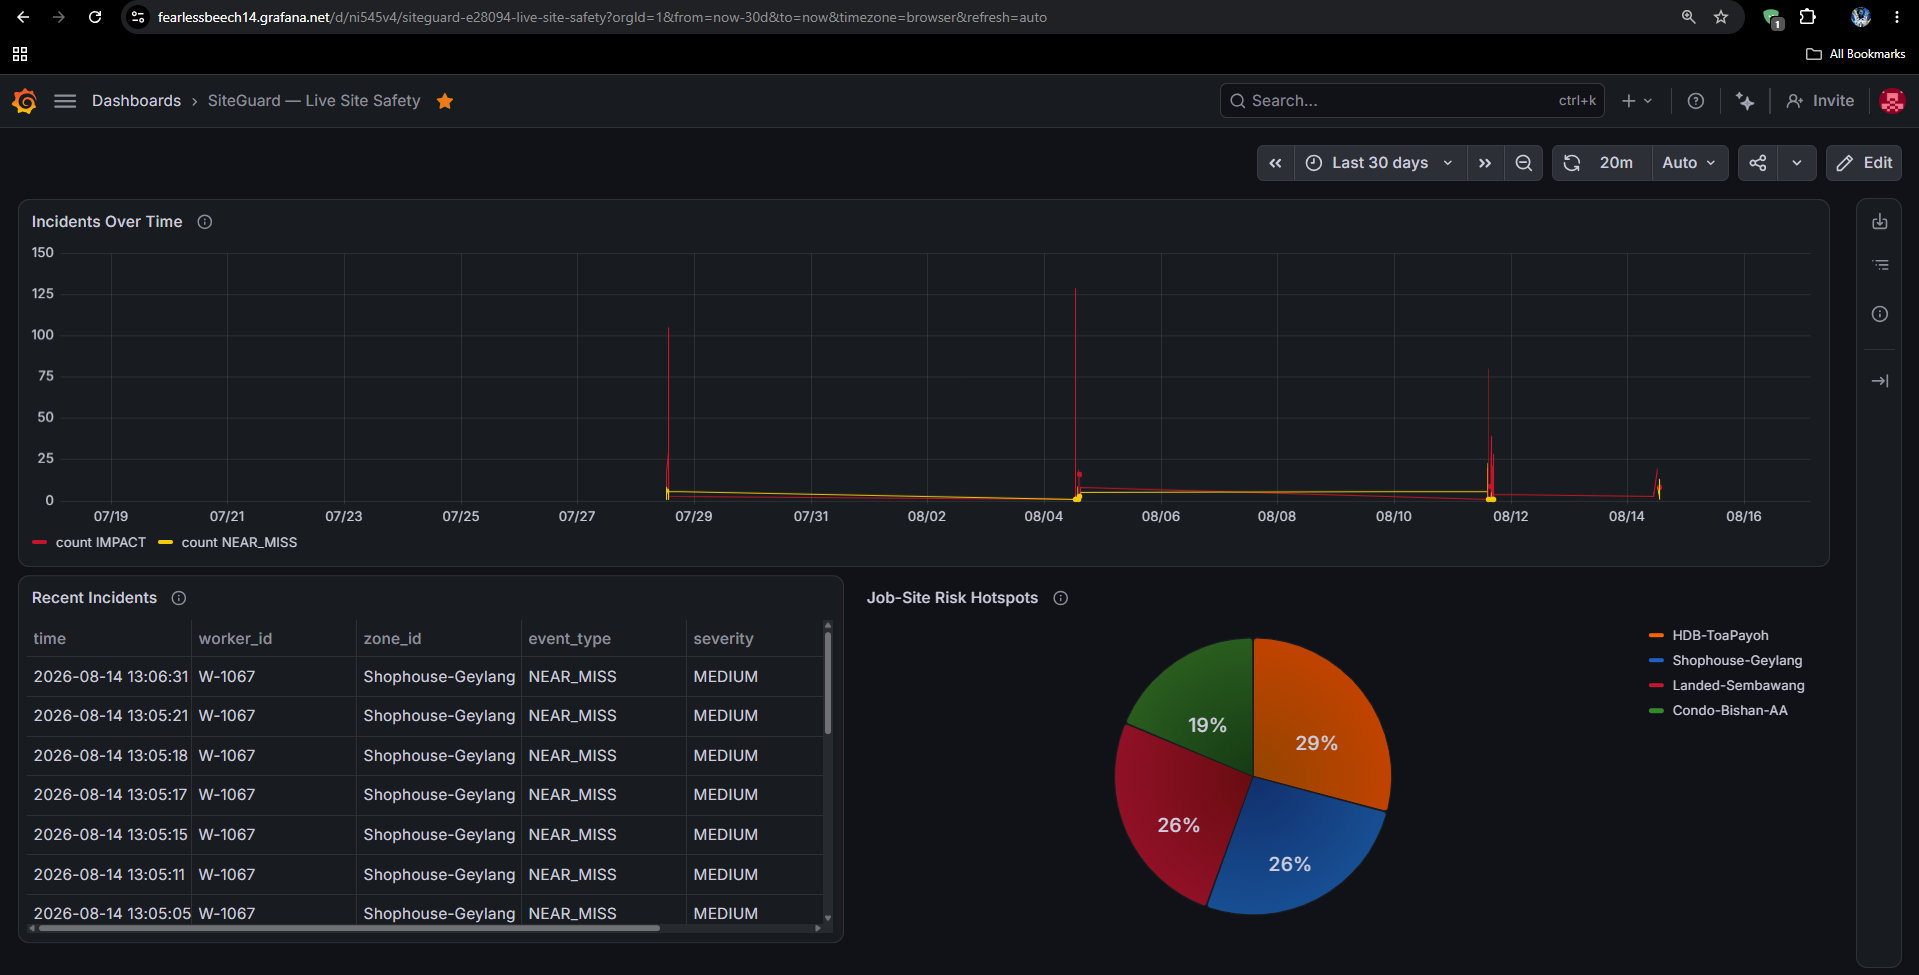 fearlessbeech14.grafana.net/d/ni545v4/siteguard-e28094-live-site-safety?orgId=1&from=now-30d&to=now&timezone=browser&refresh=auto
1
All Bookmarks
Dashboards › SiteGuard — Live Site Safety
Search... ctrl+k
Invite
Last 30 days
20m
Auto
Edit
Incidents Over Time
150
125
100
75
50
25
0
07/19 07/21 07/23 07/25 07/27 07/29 07/31 08/02 08/04 08/06 08/08 08/10 08/12 08/14 08/16
count IMPACT count NEAR_MISS
Recent Incidents
time worker_id zone_id event_type severity
2026-08-14 13:06:31 W-1067 Shophouse-Geylang NEAR_MISS MEDIUM
2026-08-14 13:05:21 W-1067 Shophouse-Geylang NEAR_MISS MEDIUM
2026-08-14 13:05:18 W-1067 Shophouse-Geylang NEAR_MISS MEDIUM
2026-08-14 13:05:17 W-1067 Shophouse-Geylang NEAR_MISS MEDIUM
2026-08-14 13:05:15 W-1067 Shophouse-Geylang NEAR_MISS MEDIUM
2026-08-14 13:05:11 W-1067 Shophouse-Geylang NEAR_MISS MEDIUM
2026-08-14 13:05:05 W-1067 Shophouse-Geylang NEAR_MISS MEDIUM
Job-Site Risk Hotspots
19%
29%
26%
26%
HDB-ToaPayoh
Shophouse-Geylang
Landed-Sembawang
Condo-Bishan-AA